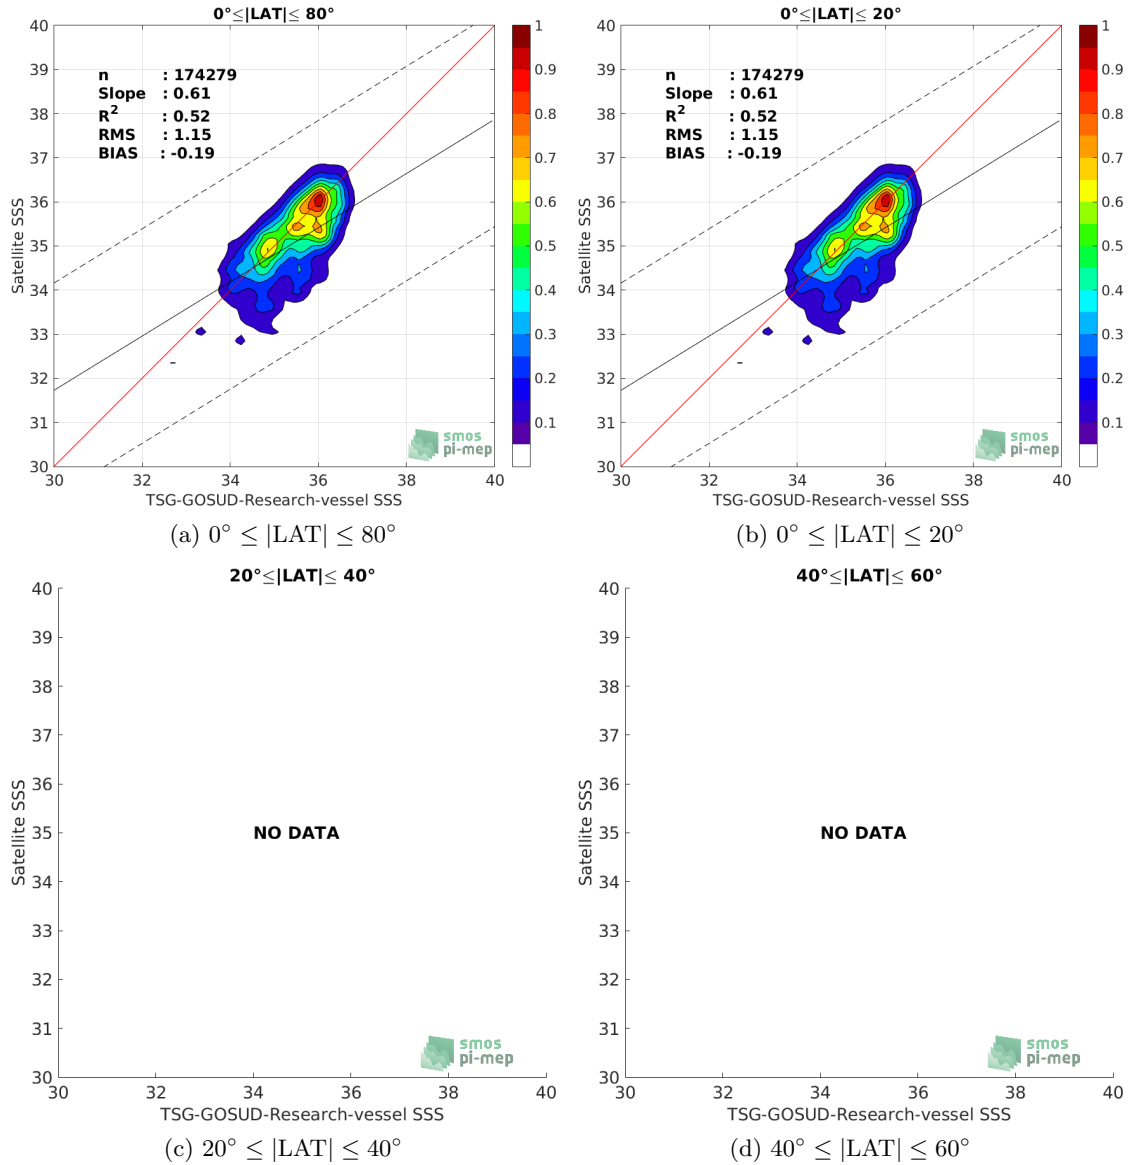 0°≤|LAT|≤ 80°
n : 174279
Slope : 0.61
R² : 0.52
RMS : 1.15
BIAS : -0.19
40
39
38
37
36
35
34
33
32
31
30
Satellite SSS
30 32 34 36 38 40
TSG-GOSUD-Research-vessel SSS
1
0.9
0.8
0.7
0.6
0.5
0.4
0.3
0.2
0.1
smos
pi-mep
(a) 0° ≤ |LAT| ≤ 80°
0°≤|LAT|≤ 20°
n : 174279
Slope : 0.61
R² : 0.52
RMS : 1.15
BIAS : -0.19
40
39
38
37
36
35
34
33
32
31
30
Satellite SSS
30 32 34 36 38 40
TSG-GOSUD-Research-vessel SSS
1
0.9
0.8
0.7
0.6
0.5
0.4
0.3
0.2
0.1
smos
pi-mep
(b) 0° ≤ |LAT| ≤ 20°
20°≤|LAT|≤ 40°
40
39
38
37
36
35
34
33
32
31
30
Satellite SSS
NO DATA
smos
pi-mep
30 32 34 36 38 40
TSG-GOSUD-Research-vessel SSS
(c) 20° ≤ |LAT| ≤ 40°
40°≤|LAT|≤ 60°
40
39
38
37
36
35
34
33
32
31
30
Satellite SSS
NO DATA
smos
pi-mep
30 32 34 36 38 40
TSG-GOSUD-Research-vessel SSS
(d) 40° ≤ |LAT| ≤ 60°